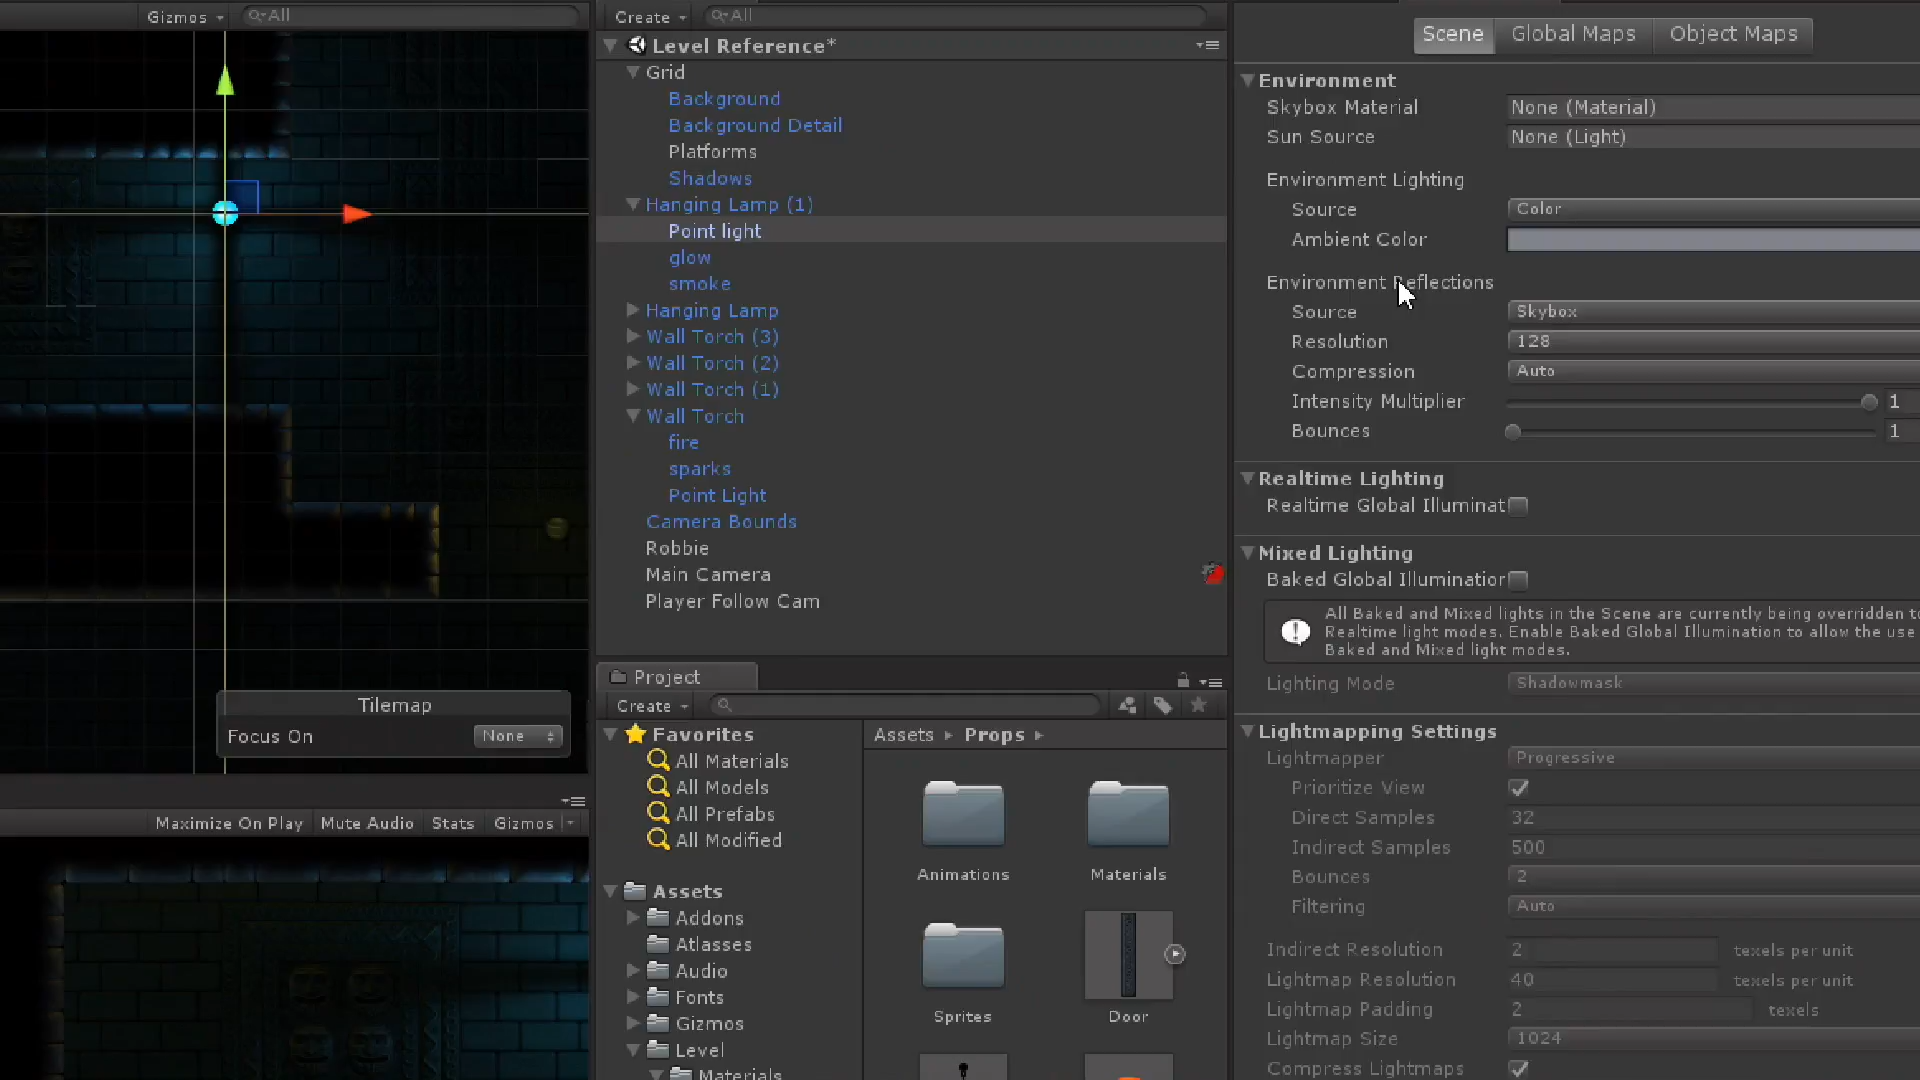 Gizmos
All
Tilemap
Focus On
None
Maximize On Play
Mute Audio
Stats
Gizmos
Create
All
Level Reference*
Grid
Background
Background Detail
Platforms
Shadows
Hanging Lamp (1)
Point light
glow
smoke
Hanging Lamp
Wall Torch (3)
Wall Torch (2)
Wall Torch (1)
Wall Torch
fire
sparks
Point Light
Camera Bounds
Robbie
Main Camera
Player Follow Cam
Project
Create
Favorites
All Materials
All Models
All Prefabs
All Modified
Assets
Addons
Atlasses
Audio
Fonts
Gizmos
Level
Materials
Assets
Props
Animations
Materials
Sprites
Door
Scene
Global Maps
Object Maps
Environment
Skybox Material
None (Material)
Sun Source
None (Light)
Environment Lighting
Source
Color
Ambient Color
Environment Reflections
Source
Skybox
Resolution
128
Compression
Auto
Intensity Multiplier
1
Bounces
1
Realtime Lighting
Realtime Global Illuminat
Mixed Lighting
Baked Global Illumination
All Baked and Mixed lights in the Scene are currently being overridden to
Realtime light modes. Enable Baked Global Illumination to allow the use
Baked and Mixed light modes.
Lighting Mode
Shadowmask
Lightmapping Settings
Lightmapper
Progressive
Prioritize View
Direct Samples
32
Indirect Samples
500
Bounces
2
Filtering
Auto
Indirect Resolution
2
texels per unit
Lightmap Resolution
40
texels per unit
Lightmap Padding
2
texels
Lightmap Size
1024
Compress Lightmaps